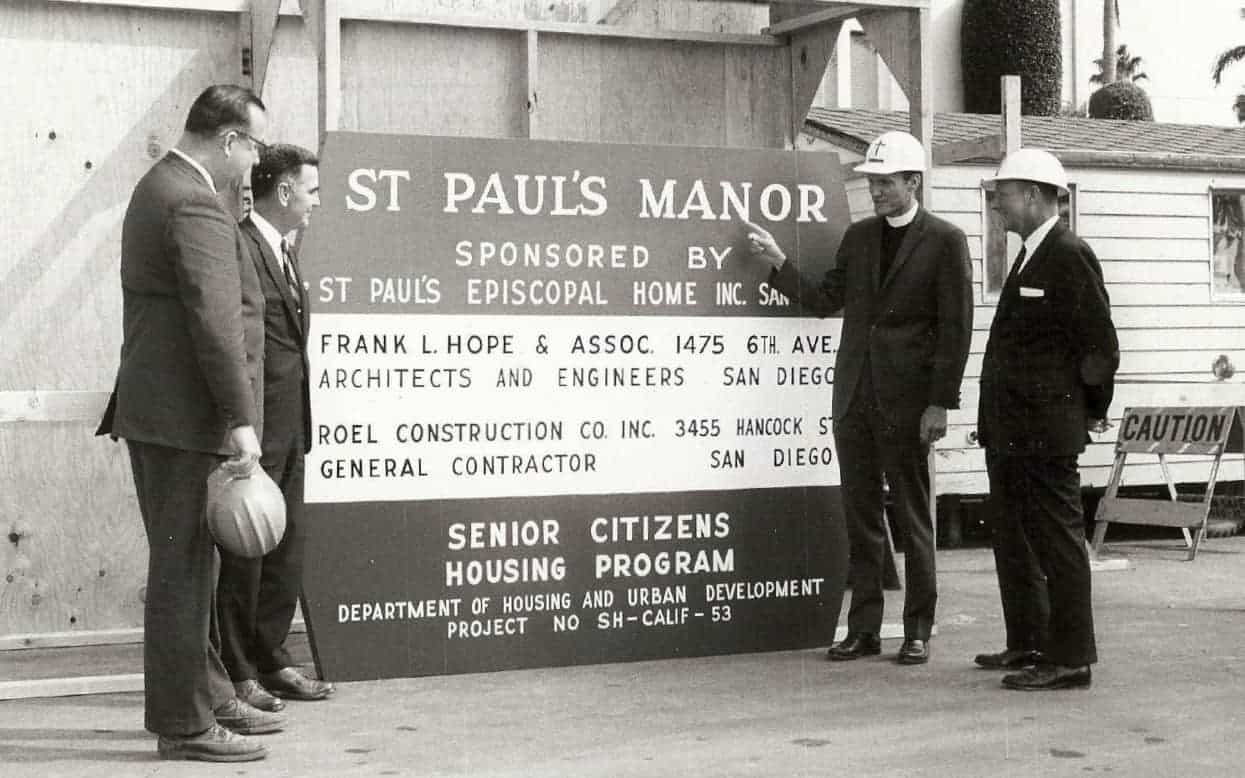 ST PAUL'S MANOR
SPONSORED BY
ST PAUL'S EPISCOPAL HOME INC. SAN
FRANK L. HOPE & ASSOC. 1475 6TH. AVE.
ARCHITECTS AND ENGINEERS SAN DIEGO
ROEL CONSTRUCTION CO. INC. 3455 HANCOCK ST
GENERAL CONTRACTOR SAN DIEGO
SENIOR CITIZENS
HOUSING PROGRAM
DEPARTMENT OF HOUSING AND URBAN DEVELOPMENT
PROJECT NO SH-CALIF-53
CAUTION